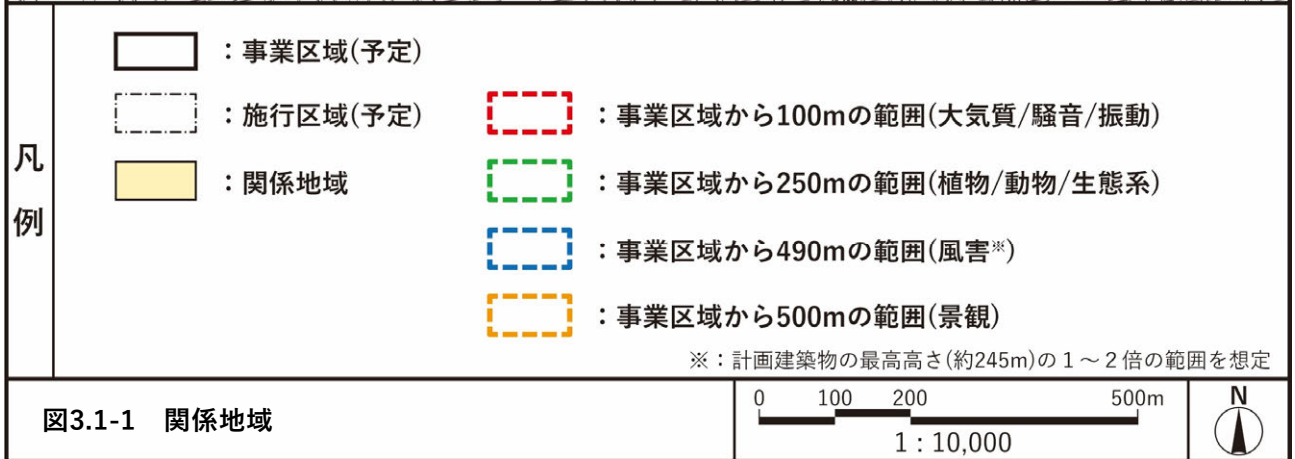 凡例
：事業区域(予定)
：施行区域(予定)
：関係地域
：事業区域から100mの範囲(大気質/騒音/振動)
：事業区域から250mの範囲(植物/動物/生態系)
：事業区域から490mの範囲(風害※)
：事業区域から500mの範囲(景観)
※：計画建築物の最高高さ(約245m)の１～２倍の範囲を想定
図3.1-1　関係地域
0 100 200 500m
1：10,000
N